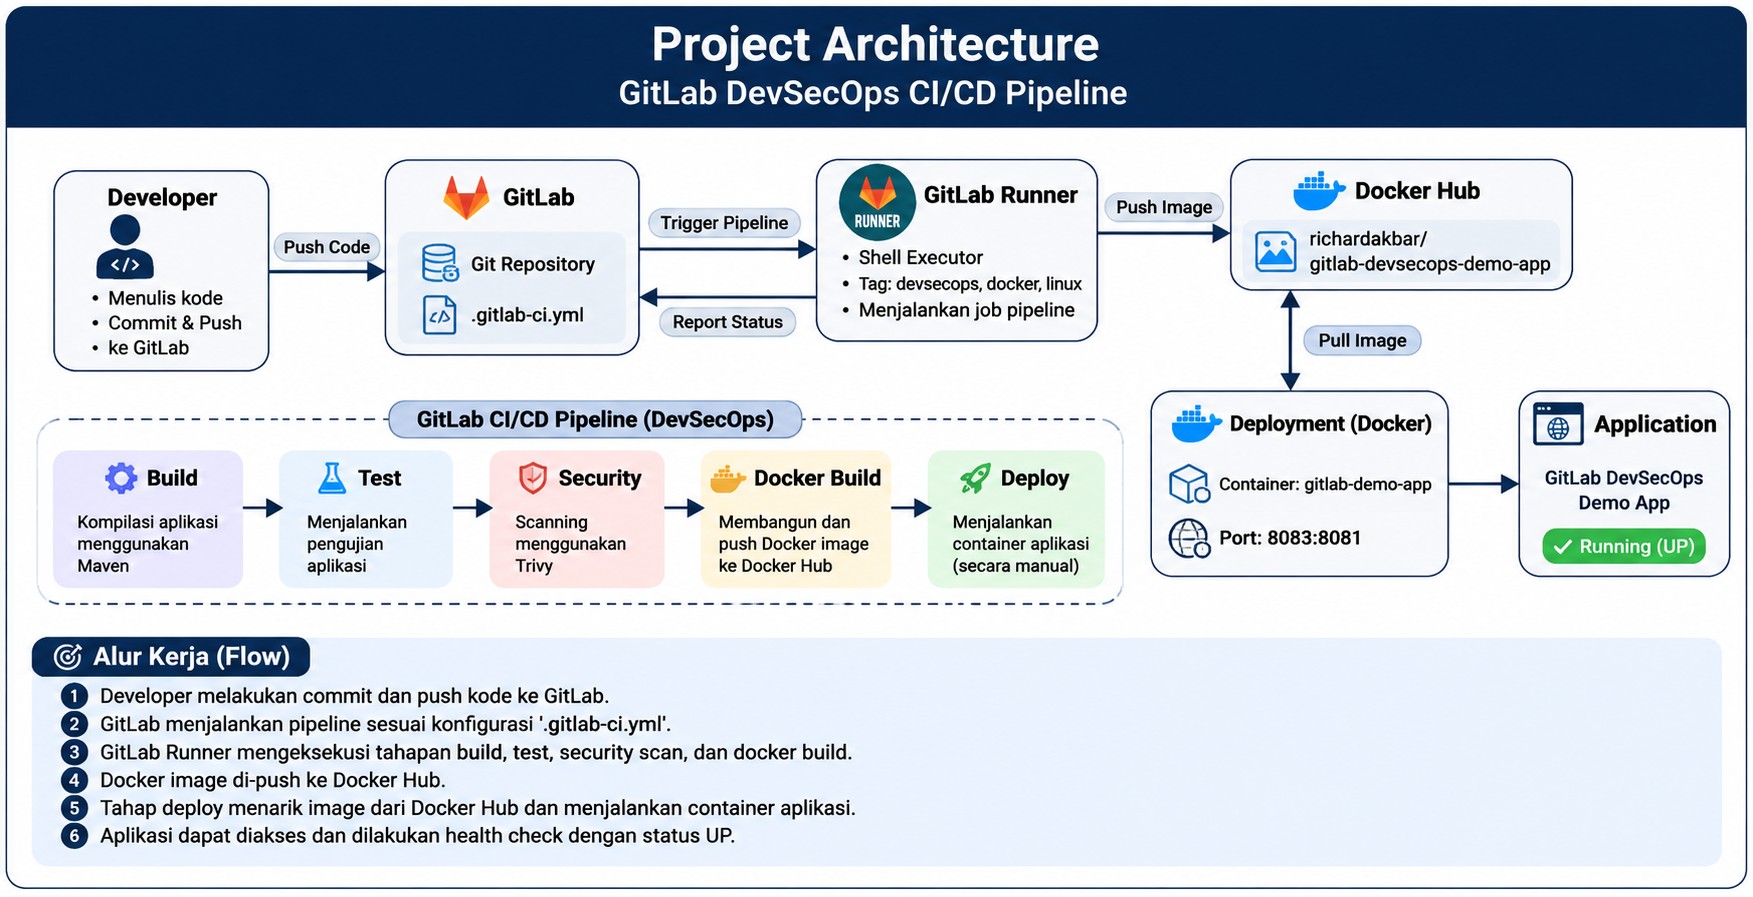 Project Architecture
GitLab DevSecOps CI/CD Pipeline
Developer
</>
• Menulis kode
• Commit & Push
• ke GitLab
Push Code
GitLab
Git Repository
</>
.gitlab-ci.yml
Trigger Pipeline
Report Status
RUNNER
GitLab Runner
• Shell Executor
• Tag: devsecops, docker, linux
• Menjalankan job pipeline
Push Image
Docker Hub
richardakbar/
gitlab-devsecops-demo-app
Pull Image
Deployment (Docker)
Container: gitlab-demo-app
Port: 8083:8081
Application
GitLab DevSecOps
Demo App
Running (UP)
GitLab CI/CD Pipeline (DevSecOps)
Build
Kompilasi aplikasi
menggunakan
Maven
Test
Menjalankan
pengujian
aplikasi
Security
Scanning
menggunakan
Trivy
Docker Build
Membangun dan
push Docker image
ke Docker Hub
Deploy
Menjalankan
container aplikasi
(secara manual)
Alur Kerja (Flow)
1 Developer melakukan commit dan push kode ke GitLab.
2 GitLab menjalankan pipeline sesuai konfigurasi '.gitlab-ci.yml'.
3 GitLab Runner mengeksekusi tahapan build, test, security scan, dan docker build.
4 Docker image di-push ke Docker Hub.
5 Tahap deploy menarik image dari Docker Hub dan menjalankan container aplikasi.
6 Aplikasi dapat diakses dan dilakukan health check dengan status UP.